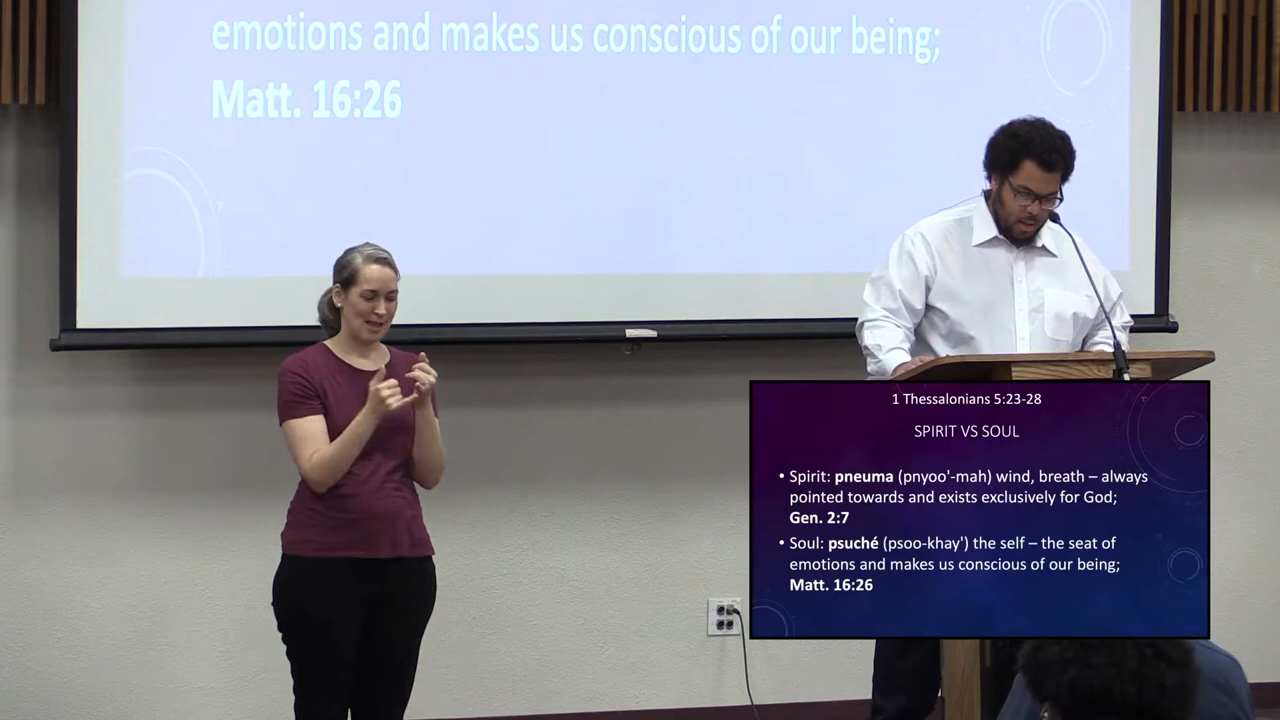 emotions and makes us conscious of our being;
Matt. 16:26
1 Thessalonians 5:23-28
SPIRIT VS SOUL
• Spirit: pneuma (pnyoo'-mah) wind, breath – always
pointed towards and exists exclusively for God;
Gen. 2:7
• Soul: psuché (psoo-khay') the self – the seat of
emotions and makes us conscious of our being;
Matt. 16:26